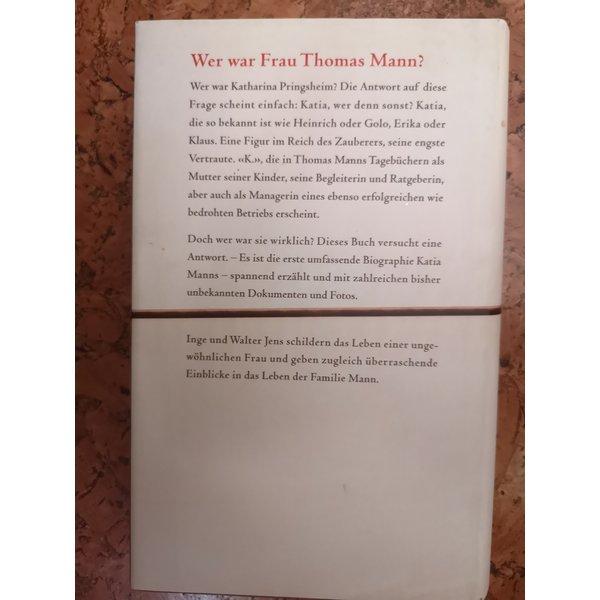 Wer war Frau Thomas Mann?
Wer war Katharina Pringsheim? Die Antwort auf diese
Frage scheint einfach: Katia, wer denn sonst? Katia,
die so bekannt ist wie Heinrich oder Golo, Erika oder
Klaus. Eine Figur im Reich des Zauberers, seine engste
Vertraute. «K.», die in Thomas Manns Tagebüchern als
Mutter seiner Kinder, seine Begleiterin und Ratgeberin,
aber auch als Managerin eines ebenso erfolgreichen wie
bedrohten Betriebs erscheint.
Doch wer war sie wirklich? Dieses Buch versucht eine
Antwort. – Es ist die erste umfassende Biographie Katia
Manns – spannend erzählt und mit zahlreichen bisher
unbekannten Dokumenten und Fotos.
Inge und Walter Jens schildern das Leben einer unge-
wöhnlichen Frau und geben zugleich überraschende
Einblicke in das Leben der Familie Mann.